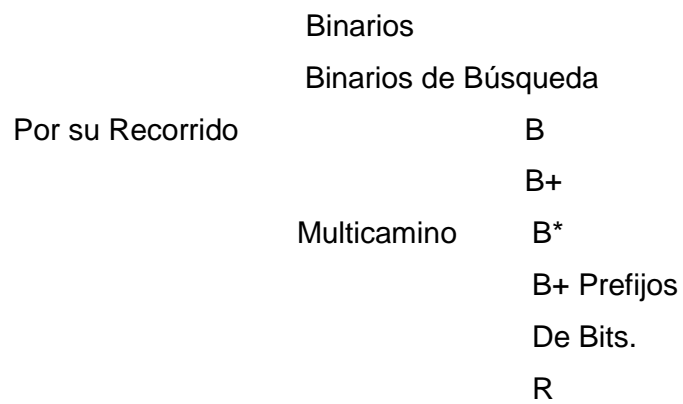 Binarios
Binarios de Búsqueda
Por su Recorrido B
B+
Multicamino B*
B+ Prefijos
De Bits.
R